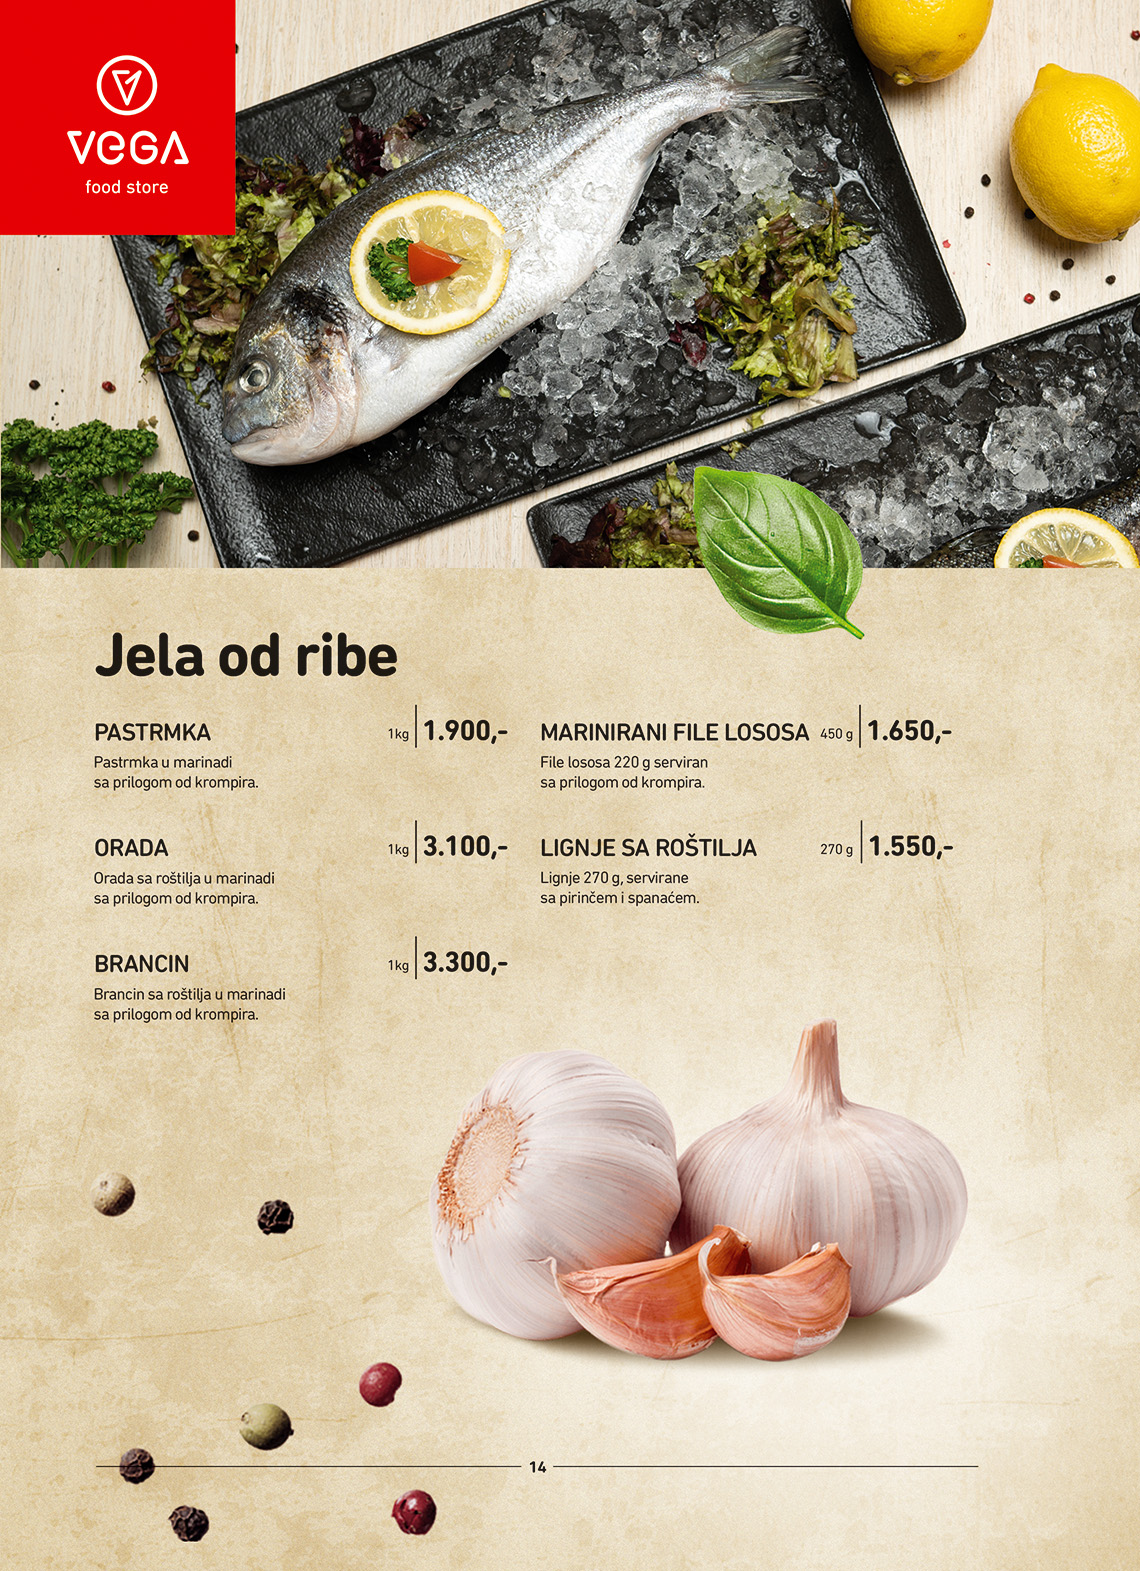 VEGA
food store
Jela od ribe
PASTRMKA 1kg 1.900,-
Pastrmka u marinadi
sa prilogom od krompira.
ORADA 1kg 3.100,-
Orada sa roštilja u marinadi
sa prilogom od krompira.
BRANCIN 1kg 3.300,-
Brancin sa roštilja u marinadi
sa prilogom od krompira.
MARINIRANI FILE LOSOSA 450 g 1.650,-
File lososa 220 g serviran
sa prilogom od krompira.
LIGNJE SA ROŠTILJA 270 g 1.550,-
Lignje 270 g, servirane
sa pirinčem i spanaćem.
14